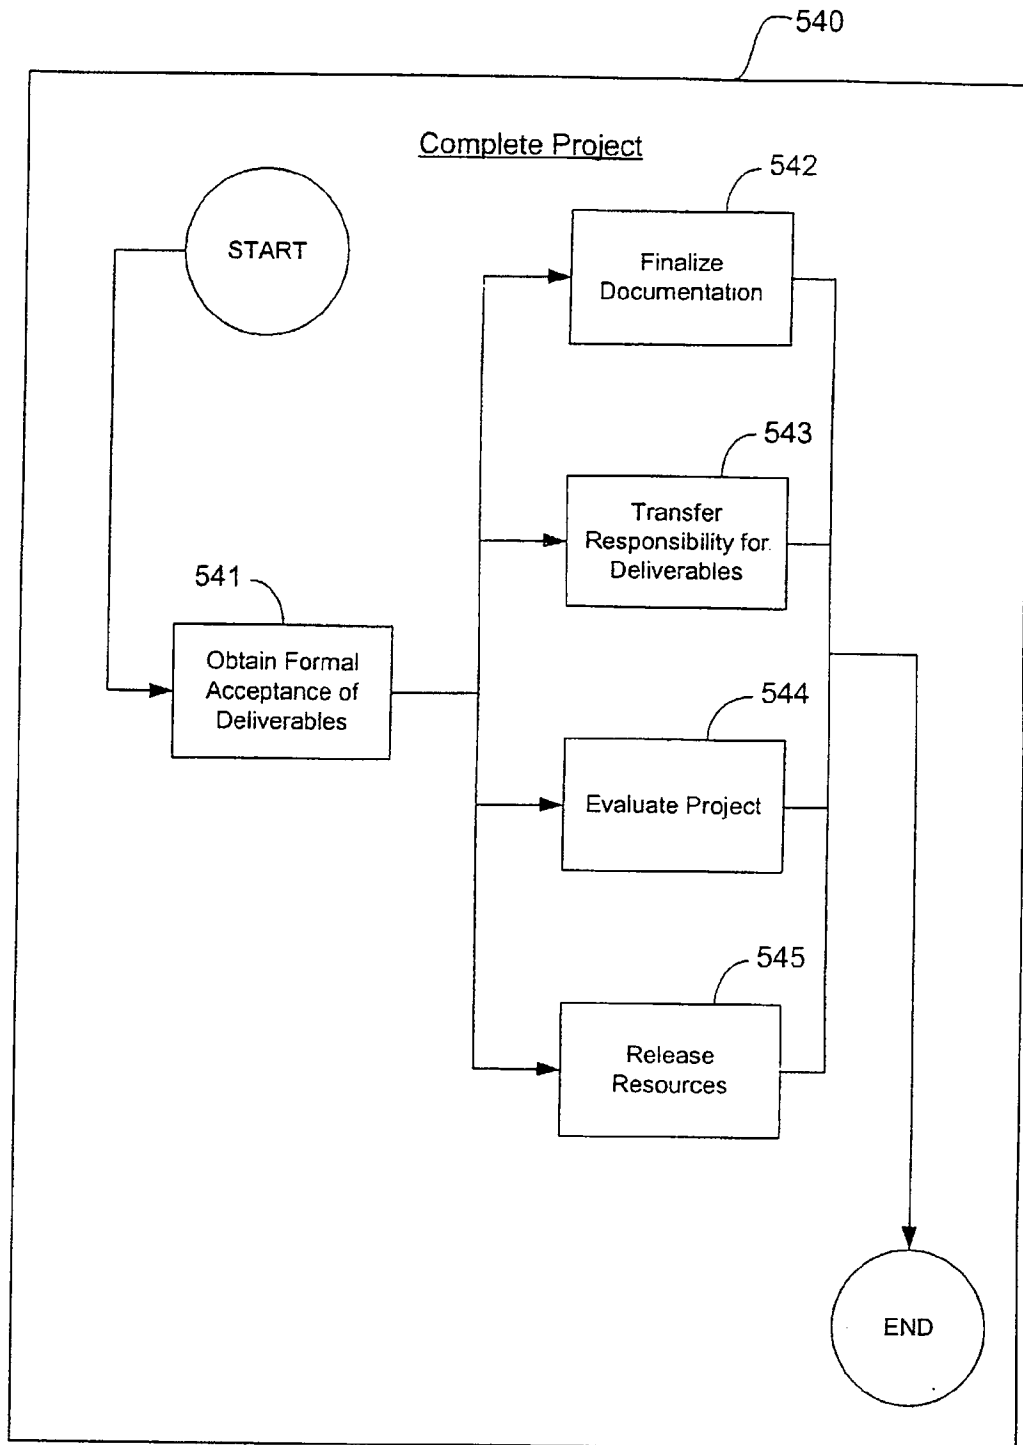 540
Complete Project
START
542
Finalize
Documentation
543
Transfer
Responsibility for
Deliverables
541
Obtain Formal
Acceptance of
Deliverables
544
Evaluate Project
545
Release
Resources
END